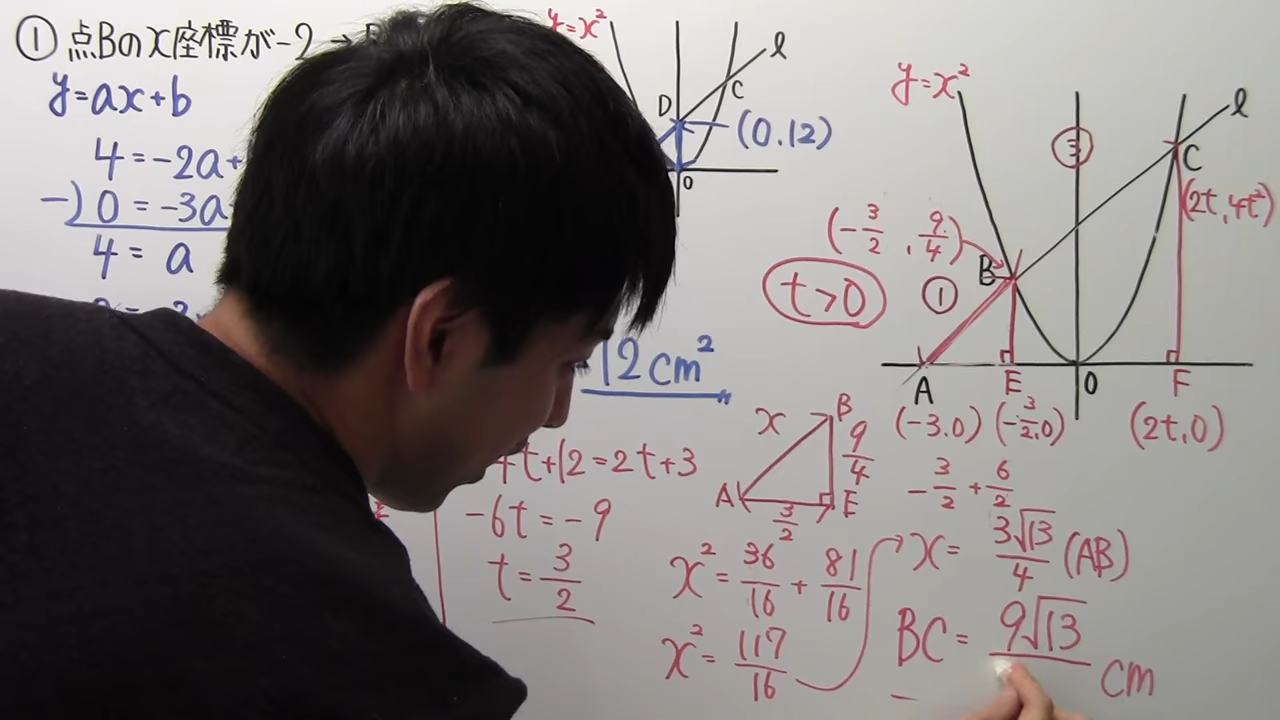 ① 点Bのx座標が-2→
y=ax+b
4=-2a+
-) 0=-3a
4=a
y=x²
l
D
C
(0.12)
O
12cm²
4t+12=2t+3
-6t=-9
t=3/2
y=x²
③
l
C
(2t,4t²)
(-3/2,9/4)
B
t>0
①
A
E
O
F
(-3.0)
(-3/2.0)
(2t,0)
x
B
9/4
A
E
3/2
-3/2+6/2
x²=36/16+81/16
x=3√13/4(AB)
x²=117/16
BC=9√13 cm